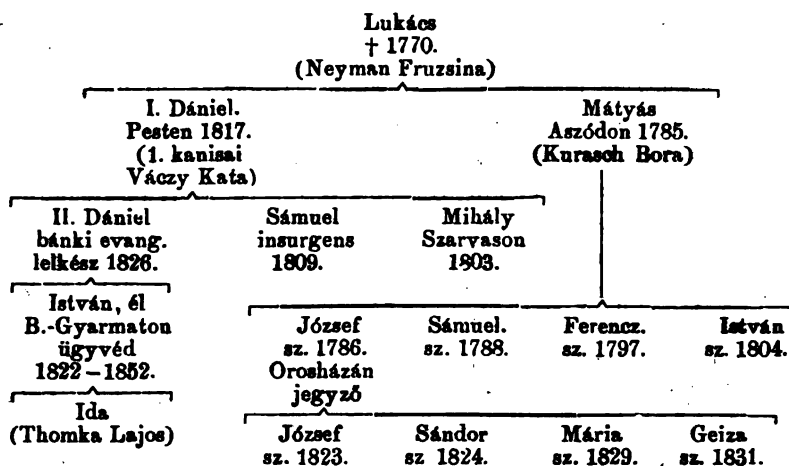 Lukács
† 1770.
(Neyman Fruzsina)
I. Dániel.
Pesten 1817.
(1. kanisai
Váczy Kata)
Mátyás
Aszódon 1785.
(Kurasch Bora)
II. Dániel
bánki evang.
lelkész 1826.
Sámuel
insurgens
1809.
Mihály
Szarvason
1803.
István, él
B.-Gyarmaton
ügyvéd
1822–1852.
József
sz. 1786.
Orosházán
jegyző
Sámuel.
sz. 1788.
Ferencz.
sz. 1797.
István
sz. 1804.
Ida
(Thomka Lajos)
József
sz. 1823.
Sándor
sz 1824.
Mária
sz. 1829.
Geiza
sz. 1831.